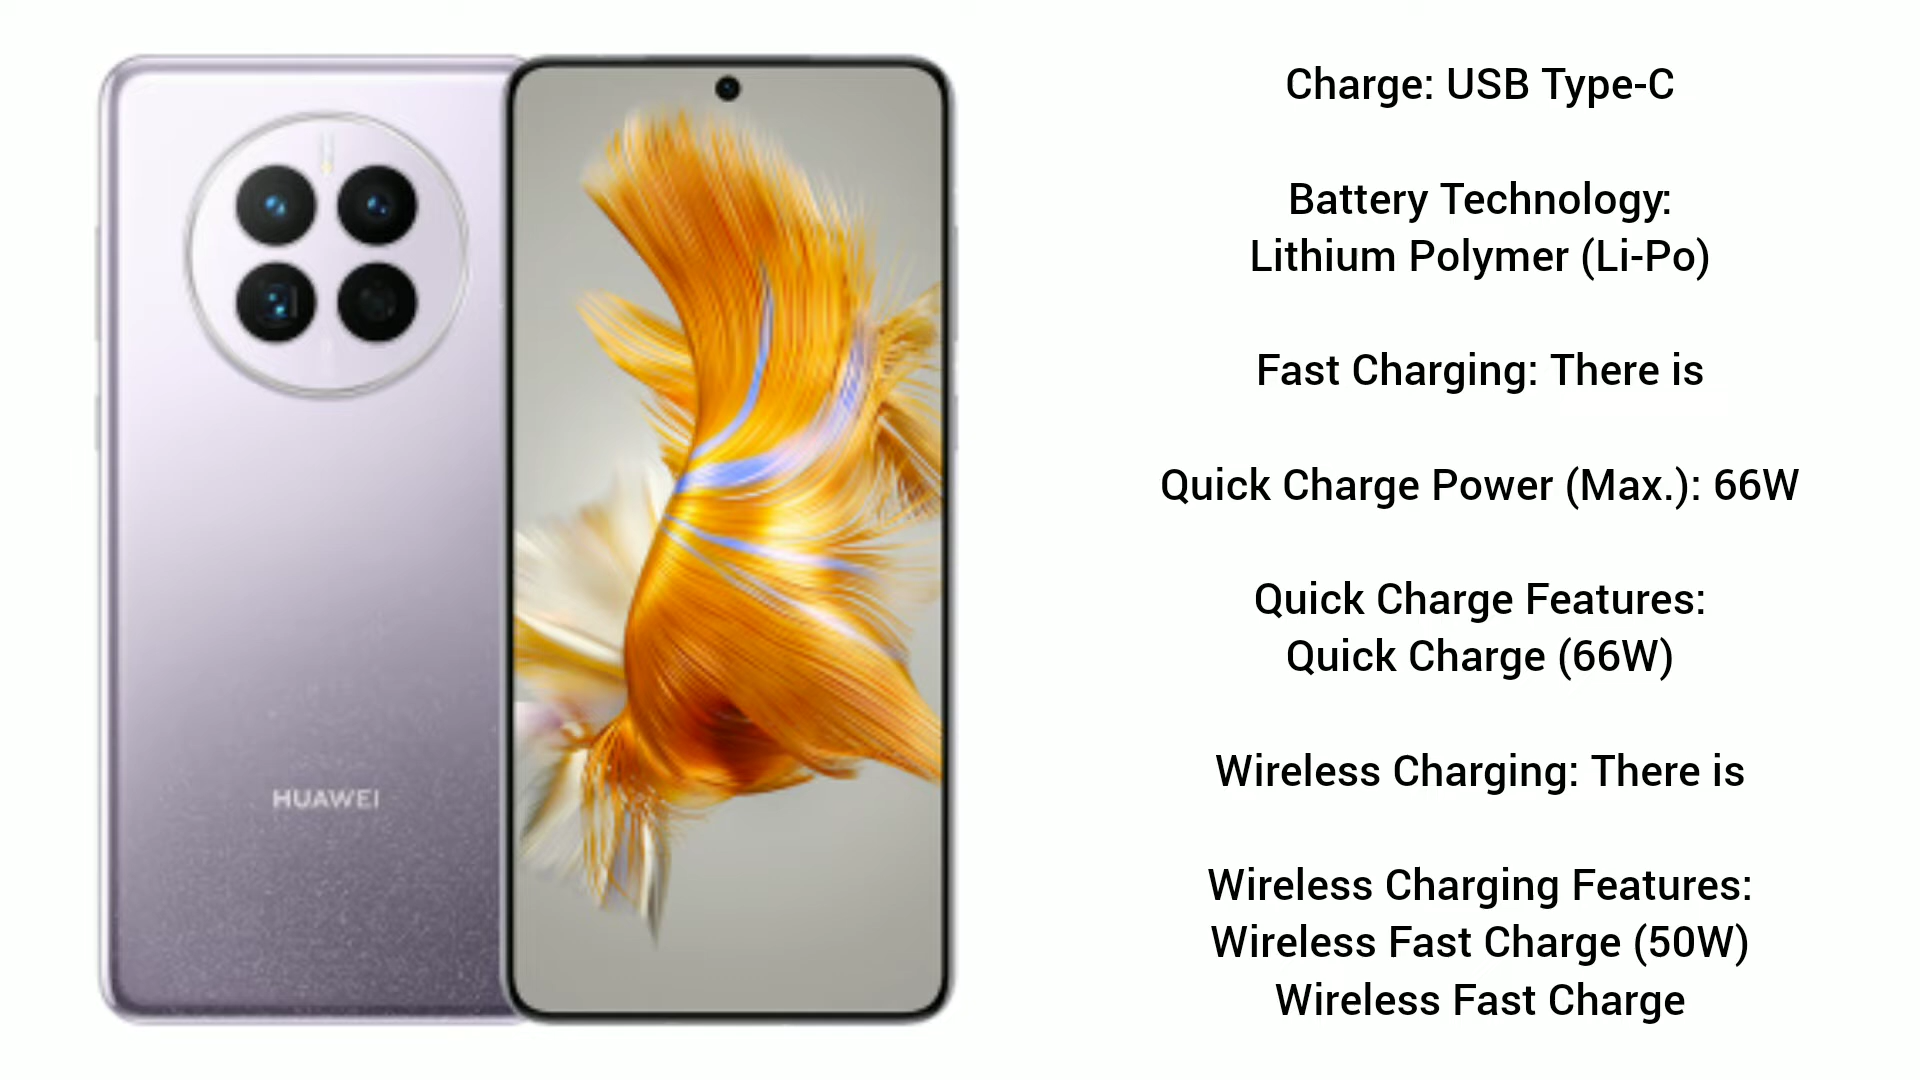 HUAWEI
Charge: USB Type-C
Battery Technology:
Lithium Polymer (Li-Po)
Fast Charging: There is
Quick Charge Power (Max.): 66W
Quick Charge Features:
Quick Charge (66W)
Wireless Charging: There is
Wireless Charging Features:
Wireless Fast Charge (50W)
Wireless Fast Charge